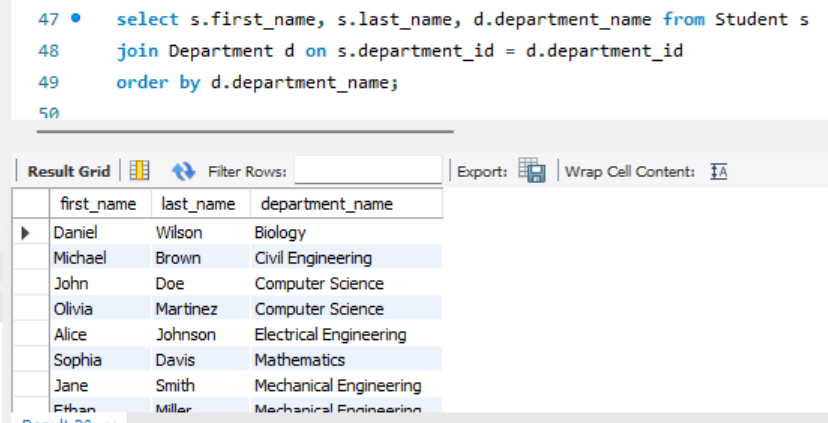 47 select s.first_name, s.last_name, d.department_name from Student s
48 join Department d on s.department_id = d.department_id
49 order by d.department_name;
50
Result Grid Filter Rows: Export: Wrap Cell Content: IA
first_name last_name department_name
Daniel Wilson Biology
Michael Brown Civil Engineering
John Doe Computer Science
Olivia Martinez Computer Science
Alice Johnson Electrical Engineering
Sophia Davis Mathematics
Jane Smith Mechanical Engineering
Ethan Miller Mechanical Engineering